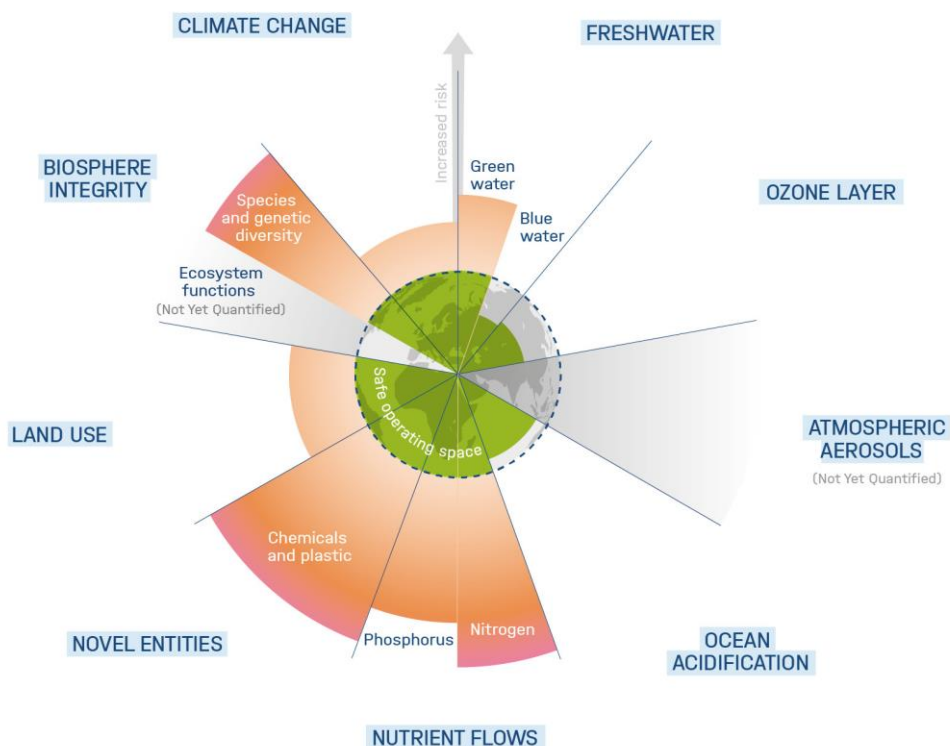 CLIMATE CHANGE
FRESHWATER
Increased risk
Green
water
Blue
water
BIOSPHERE
INTEGRITY
Species
and genetic
diversity
OZONE LAYER
Ecosystem
functions
(Not Yet Quantified)
Safe operating space
LAND USE
ATMOSPHERIC
AEROSOLS
(Not Yet Quantified)
Chemicals
and plastic
Phosphorus
Nitrogen
NOVEL ENTITIES
OCEAN
ACIDIFICATION
NUTRIENT FLOWS